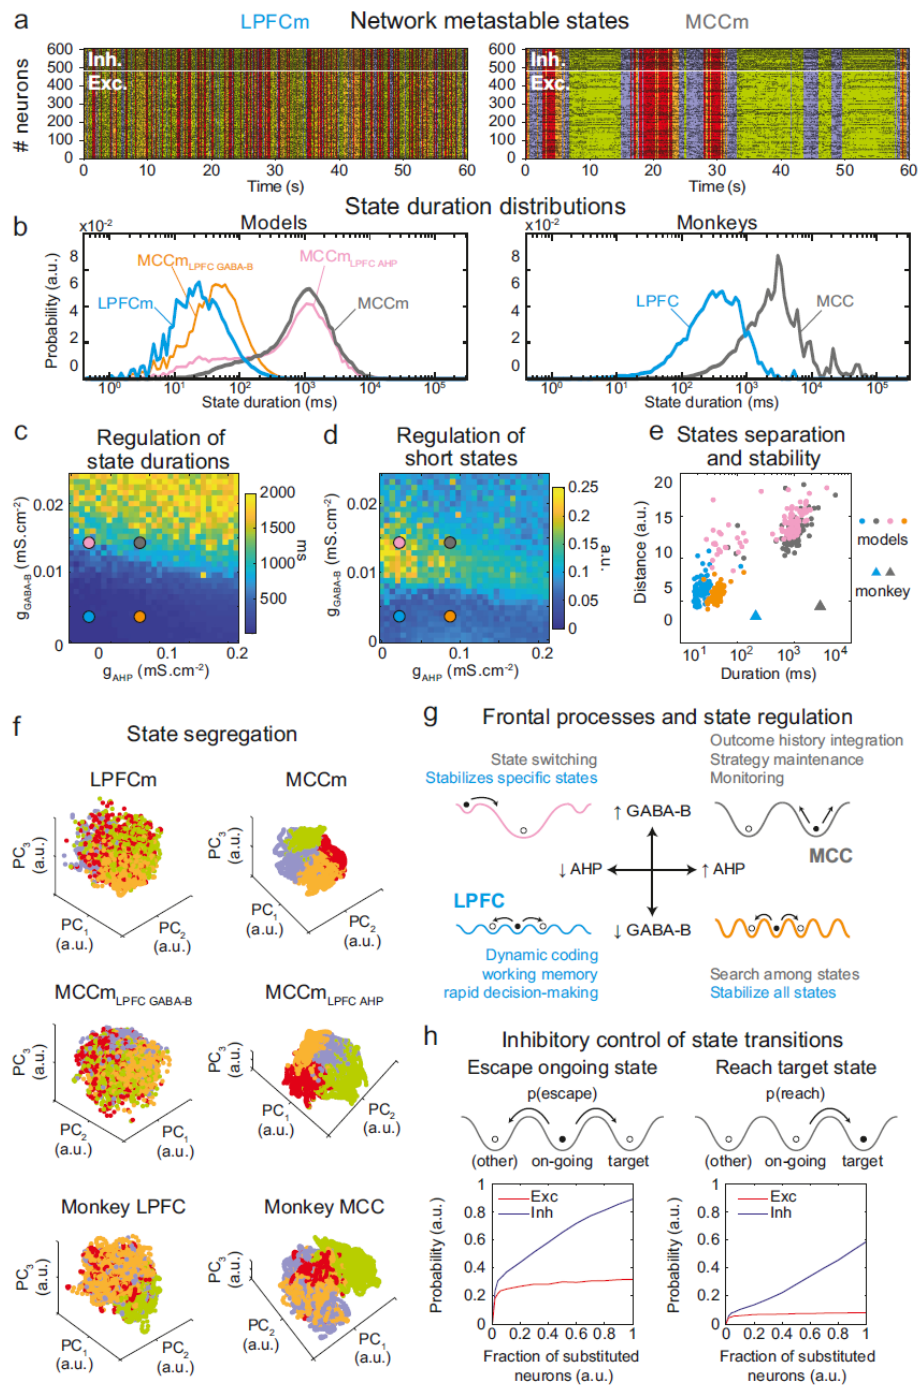 a
LPFCm Network metastable states MCCm
# neurons
600
500
400
300
200
100
0
Inh.
Exc.
0 10 20 30 40 50 60
Time (s)
600
500
400
300
200
100
0
Inh.
Exc.
0 10 20 30 40 50 60
Time (s)
State duration distributions
b
x10-2
Models
Probability (a.u.)
8
6
4
2
0
MCCmLPFC GABA-B
MCCmLPFC AHP
LPFCm
MCCm
10^0 10^1 10^2 10^3 10^4 10^5
State duration (ms)
x10-2
Monkeys
8
6
4
2
0
LPFC
MCC
10^0 10^1 10^2 10^3 10^4 10^5
State duration (ms)
c
Regulation of
state durations
gGABA-B (mS.cm-2)
0.02
0.01
0
0 0.1 0.2
gAHP (mS.cm-2)
2000
1500
1000
500
ms
d
Regulation of
short states
gGABA-B (mS.cm-2)
0.02
0.01
0
0 0.1 0.2
gAHP (mS.cm-2)
0.25
0.2
0.15
0.1
0.05
0
a.u.
e
States separation
and stability
Distance (a.u.)
20
15
10
5
0
10^1 10^2 10^3 10^4
Duration (ms)
models
monkey
f
State segregation
LPFCm
PC3
(a.u.)
PC1
(a.u.)
PC2
(a.u.)
MCCm
PC3
(a.u.)
PC1
(a.u.)
PC2
(a.u.)
MCCmLPFC GABA-B
PC3
(a.u.)
PC2
(a.u.)
PC1
(a.u.)
MCCmLPFC AHP
PC3
(a.u.)
PC1
(a.u.)
PC2
(a.u.)
Monkey LPFC
PC3
(a.u.)
PC1
(a.u.)
PC2
(a.u.)
Monkey MCC
PC3
(a.u.)
PC2
(a.u.)
PC1
(a.u.)
g
Frontal processes and state regulation
State switching
Stabilizes specific states
Outcome history integration
Strategy maintenance
Monitoring
↑ GABA-B
MCC
↓ AHP
↑ AHP
LPFC
↓ GABA-B
Dynamic coding
working memory
rapid decision-making
Search among states
Stabilize all states
h
Inhibitory control of state transitions
Escape ongoing state
p(escape)
(other) on-going target
Probability (a.u.)
1
0.8
0.6
0.4
0.2
0
Exc
Inh
0 0.2 0.4 0.6 0.8 1
Fraction of substituted
neurons (a.u.)
Reach target state
p(reach)
(other) on-going target
Probability (a.u.)
1
0.8
0.6
0.4
0.2
0
Exc
Inh
0 0.2 0.4 0.6 0.8 1
Fraction of substituted
neurons (a.u.)